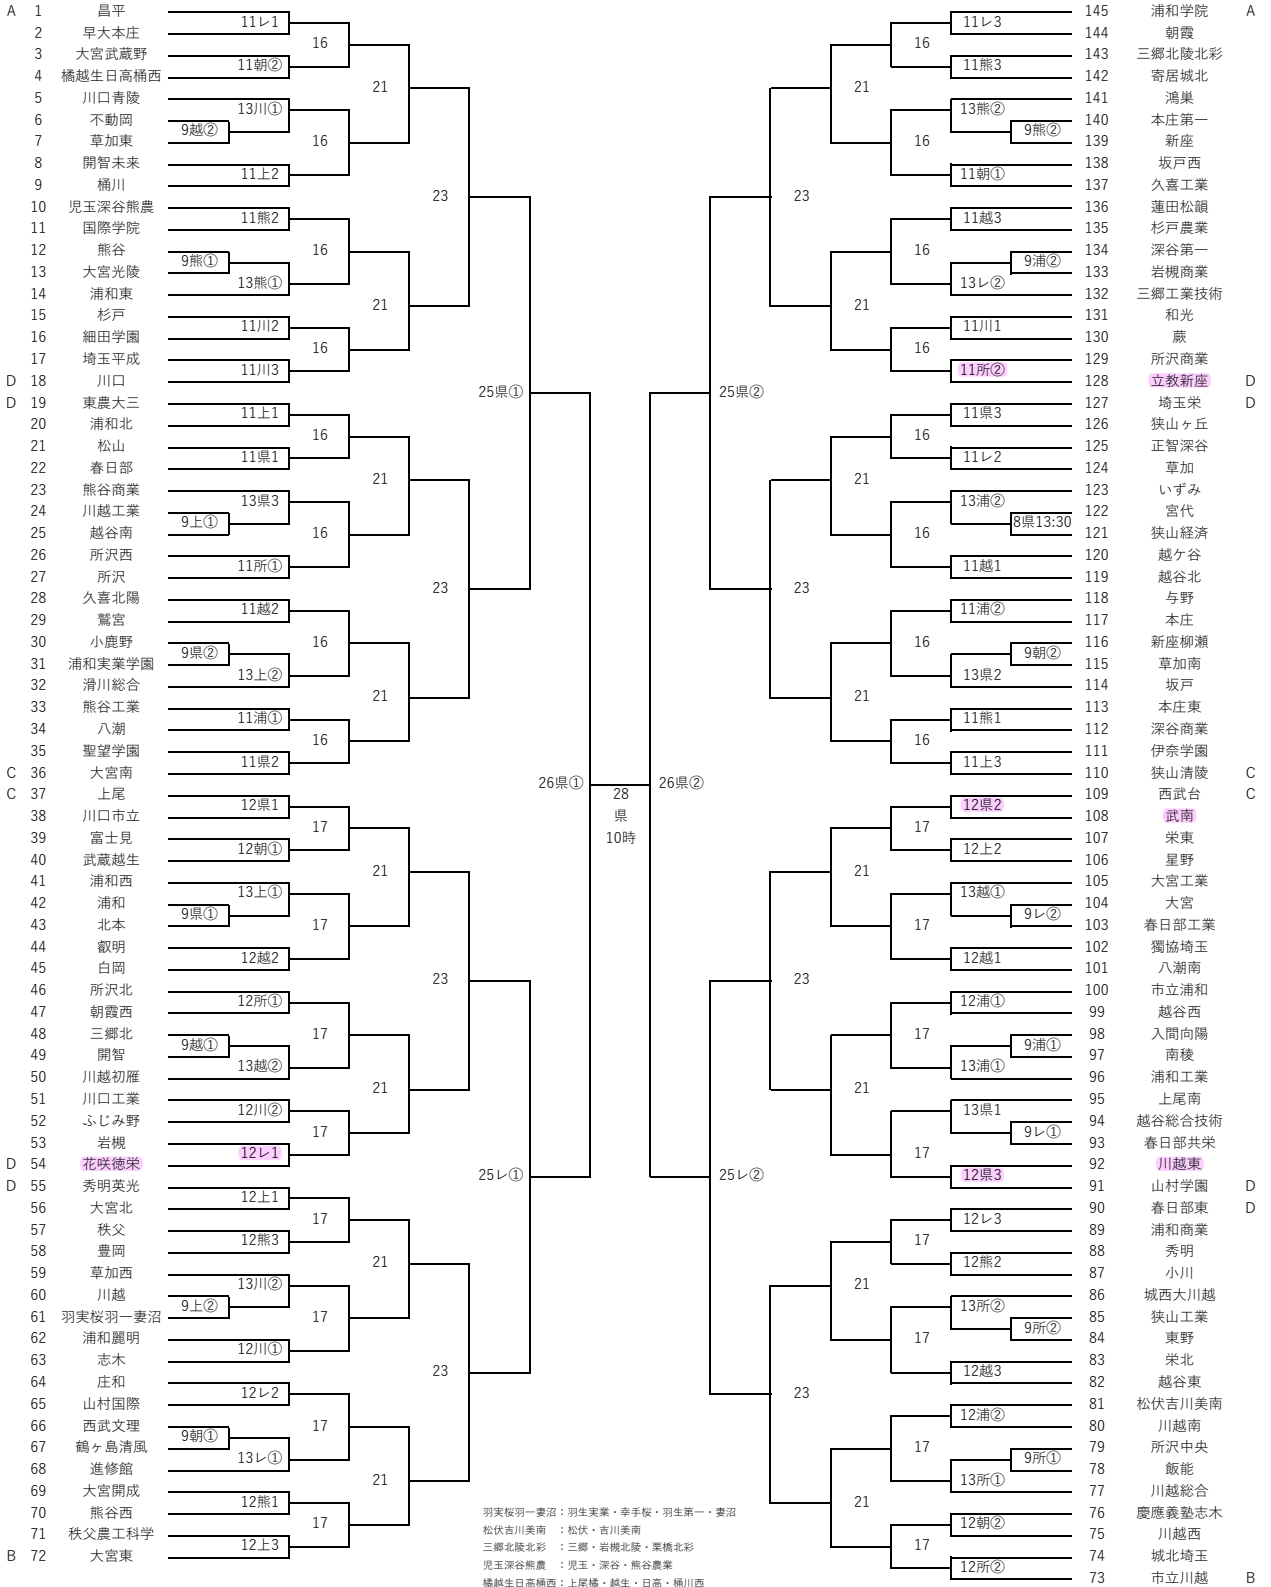 A 1 昌平
2 早大本庄
11レ1
3 大宮武蔵野
4 橘越生日高桶西
11朝②
16
5 川口青陵
6 不動岡
7 草加東
9越②
13川①
8 開智未来
9 桶川
11上2
16
21
10 児玉深谷熊農
11 国際学院
11熊2
12 熊谷
13 大宮光陵
9熊①
14 浦和東
13熊①
16
15 杉戸
16 細田学園
11川2
17 埼玉平成
D 18 川口
11川3
16
21
23
D 19 東農大三
20 浦和北
11上1
21 松山
22 春日部
11県1
16
23 熊谷商業
24 川越工業
25 越谷南
9上①
13県3
26 所沢西
27 所沢
11所①
16
21
28 久喜北陽
29 鷲宮
11越2
30 小鹿野
31 浦和実業学園
9県②
32 滑川総合
13上②
16
33 熊谷工業
34 八潮
11浦①
35 聖望学園
C 36 大宮南
11県2
16
21
23
25県①
C 37 上尾
38 川口市立
12県1
39 富士見
40 武蔵越生
12朝①
17
41 浦和西
42 浦和
43 北本
9県①
13上①
44 叡明
45 白岡
12越2
17
21
46 所沢北
47 朝霞西
12所①
48 三郷北
49 開智
9越①
50 川越初雁
13越②
17
51 川口工業
52 ふじみ野
12川②
53 岩槻
D 54 花咲徳栄
12レ1
17
21
23
D 55 秀明英光
56 大宮北
12上1
57 秩父
58 豊岡
12熊3
17
59 草加西
60 川越
61 羽実桜羽一妻沼
9上②
13川②
62 浦和麗明
63 志木
12川①
17
21
64 庄和
65 山村国際
12レ2
66 西武文理
67 鶴ヶ島清風
9朝①
68 進修館
13レ①
17
69 大宮開成
70 熊谷西
12熊1
71 秩父農工科学
B 72 大宮東
12上3
17
21
23
25レ①
26県①
28
県
10時
26県②
145 浦和学院 A
144 朝霞
11レ3
143 三郷北陵北彩
142 寄居城北
11熊3
16
141 鴻巣
140 本庄第一
139 新座
9熊②
13熊②
138 坂戸西
137 久喜工業
11朝①
16
21
136 蓮田松韻
135 杉戸農業
11越3
134 深谷第一
133 岩槻商業
9浦②
132 三郷工業技術
13レ②
16
131 和光
130 蕨
11川1
129 所沢商業
128 立教新座 D
11所②
16
21
23
127 埼玉栄 D
126 狭山ヶ丘
11県3
125 正智深谷
124 草加
11レ2
16
123 いずみ
122 宮代
121 狭山経済
8県13:30
13浦②
120 越ケ谷
119 越谷北
11越1
16
21
118 与野
117 本庄
11浦②
116 新座柳瀬
115 草加南
9朝②
114 坂戸
13県2
16
113 本庄東
112 深谷商業
11熊1
111 伊奈学園
110 狭山清陵 C
11上3
16
21
23
25県②
109 西武台 C
108 武南
12県2
107 栄東
106 星野
12上2
17
105 大宮工業
104 大宮
103 春日部工業
9レ②
13越①
102 獨協埼玉
101 八潮南
12越1
17
21
100 市立浦和
99 越谷西
12浦①
98 入間向陽
97 南稜
9浦①
96 浦和工業
13浦①
17
95 上尾南
94 越谷総合技術
93 春日部共栄
9レ①
13県1
92 川越東
91 山村学園 D
12県3
17
21
23
90 春日部東 D
89 浦和商業
12レ3
88 秀明
87 小川
12熊2
17
86 城西大川越
85 狭山工業
84 東野
9所②
13所②
83 栄北
82 越谷東
12越3
17
21
81 松伏吉川美南
80 川越南
12浦②
79 所沢中央
78 飯能
9所①
77 川越総合
13所①
17
76 慶應義塾志木
75 川越西
12朝②
74 城北埼玉
73 市立川越 B
12所②
17
21
23
25レ②
羽実桜羽一妻沼：羽生実業・幸手桜・羽生第一・妻沼
松伏吉川美南　：松伏・吉川美南
三郷北陵北彩　：三郷・岩槻北陵・栗橋北彩
児玉深谷熊農　：児玉・深谷・熊谷農業
橘越生日高桶西：上尾橘・越生・日高・桶川西